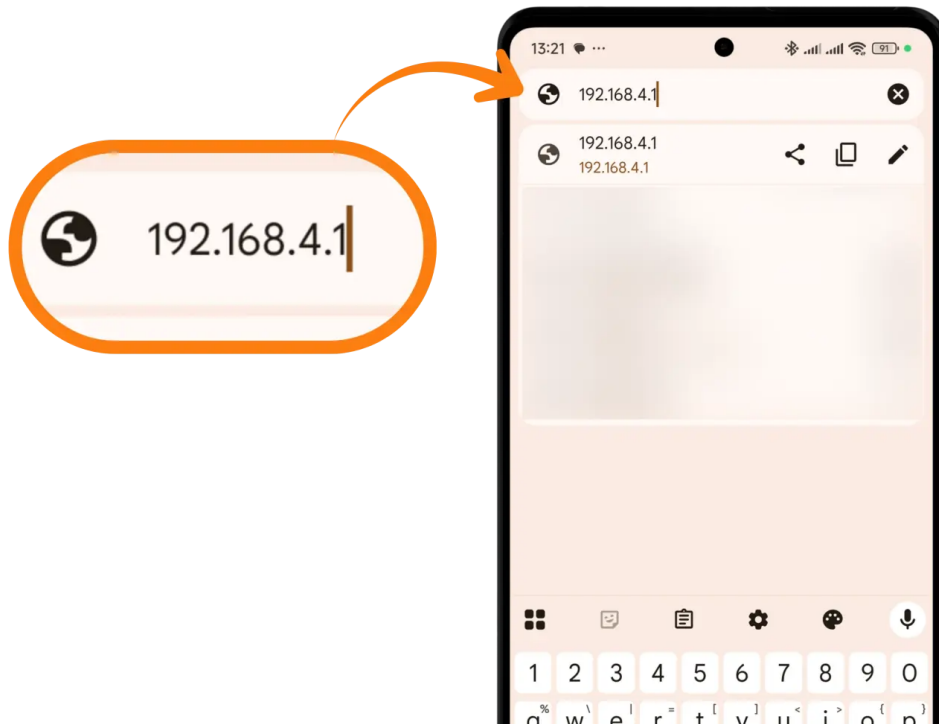 13:21
91
192.168.4.1
192.168.4.1
192.168.4.1
192.168.4.1
1 2 3 4 5 6 7 8 9 0
% \ | = [ ] < > { }
q w e r t y u i o p